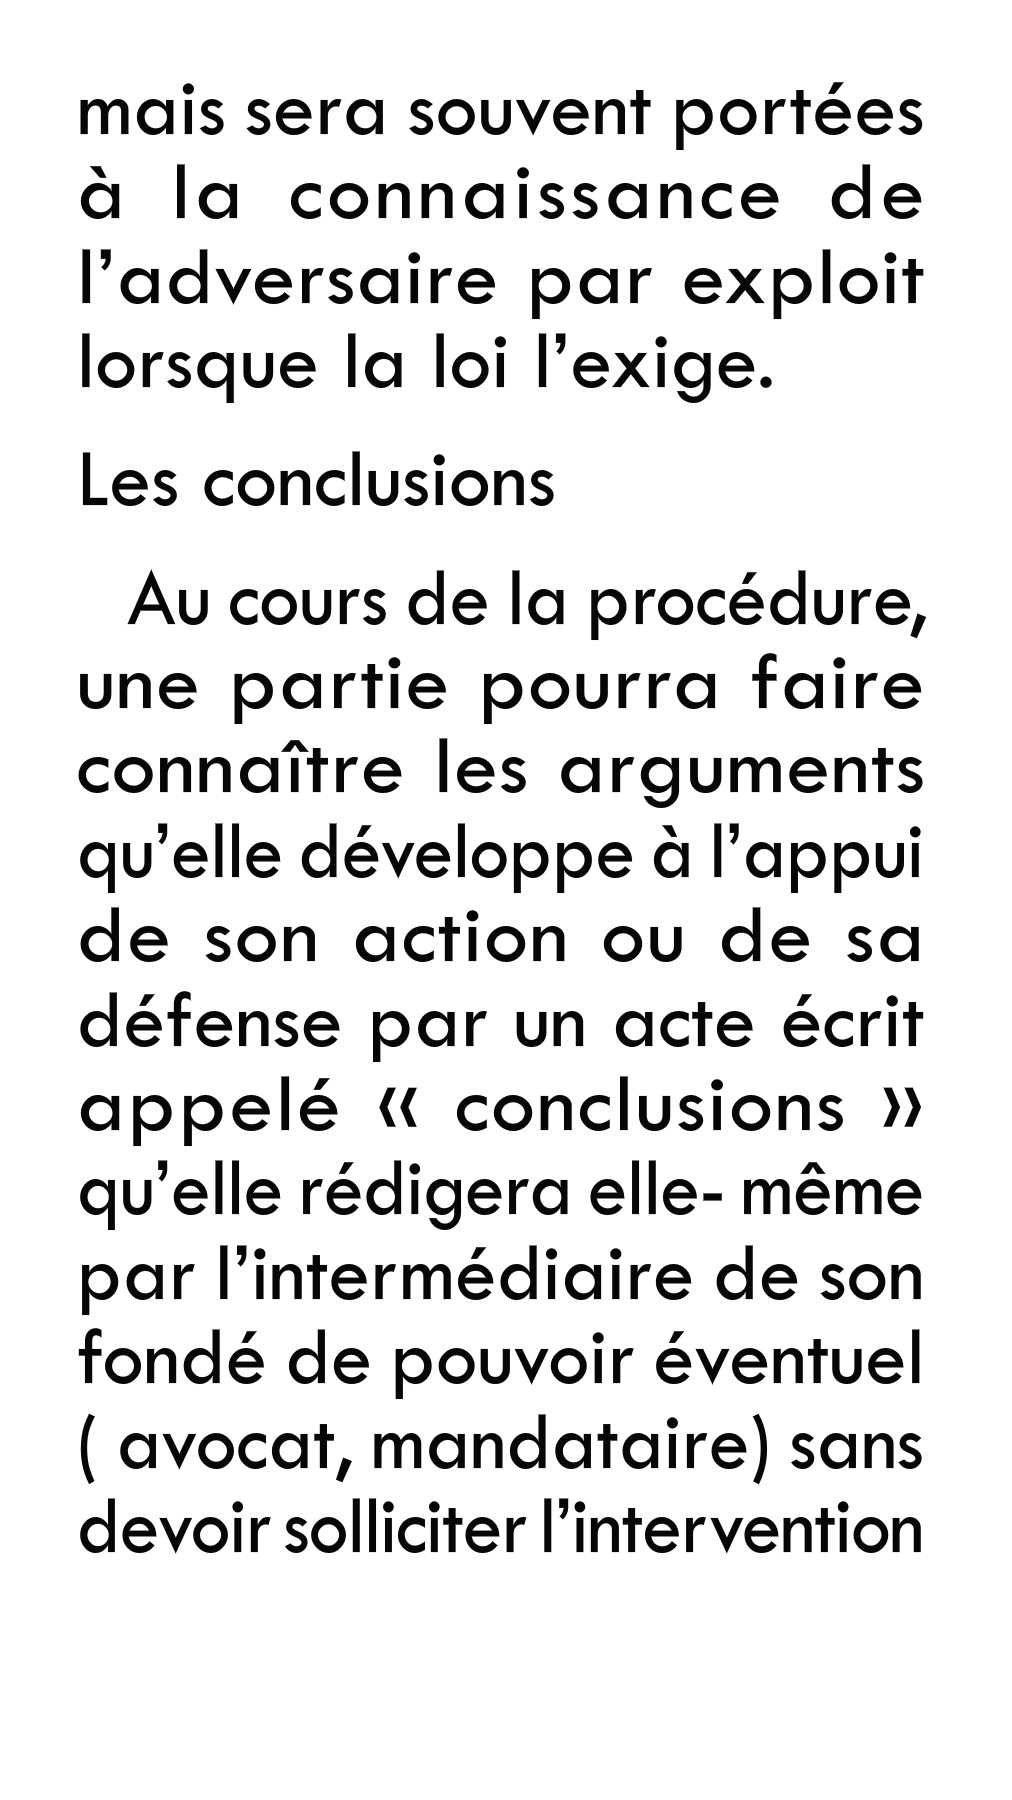 mais sera souvent portées
à la connaissance de
l’adversaire par exploit
lorsque la loi l’exige.
Les conclusions
Au cours de la procédure,
une partie pourra faire
connaître les arguments
qu’elle développe à l’appui
de son action ou de sa
défense par un acte écrit
appelé « conclusions »
qu’elle rédigera elle- même
par l’intermédiaire de son
fondé de pouvoir éventuel
( avocat, mandataire) sans
devoir solliciter l’intervention